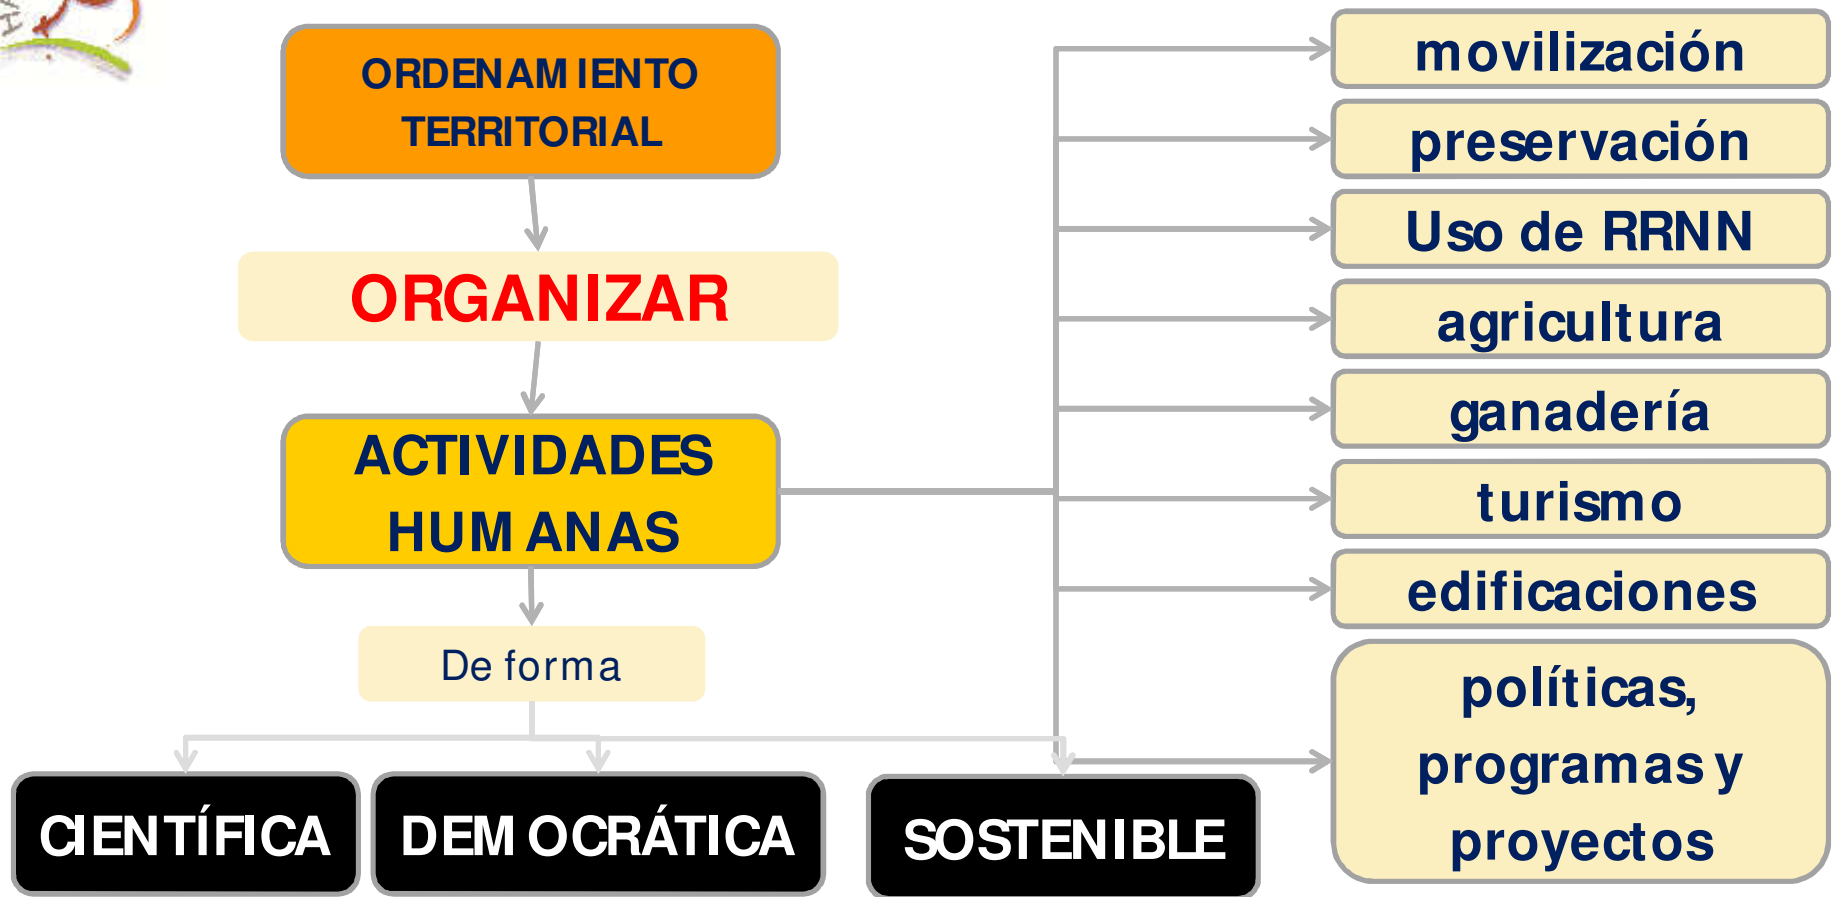 ORDENAMIENTO
TERRITORIAL
ORGANIZAR
ACTIVIDADES
HUMANAS
De forma
CIENTÍFICA
DEMOCRÁTICA
SOSTENIBLE
movilización
preservación
Uso de RRNN
agricultura
ganadería
turismo
edificaciones
políticas,
programas y
proyectos